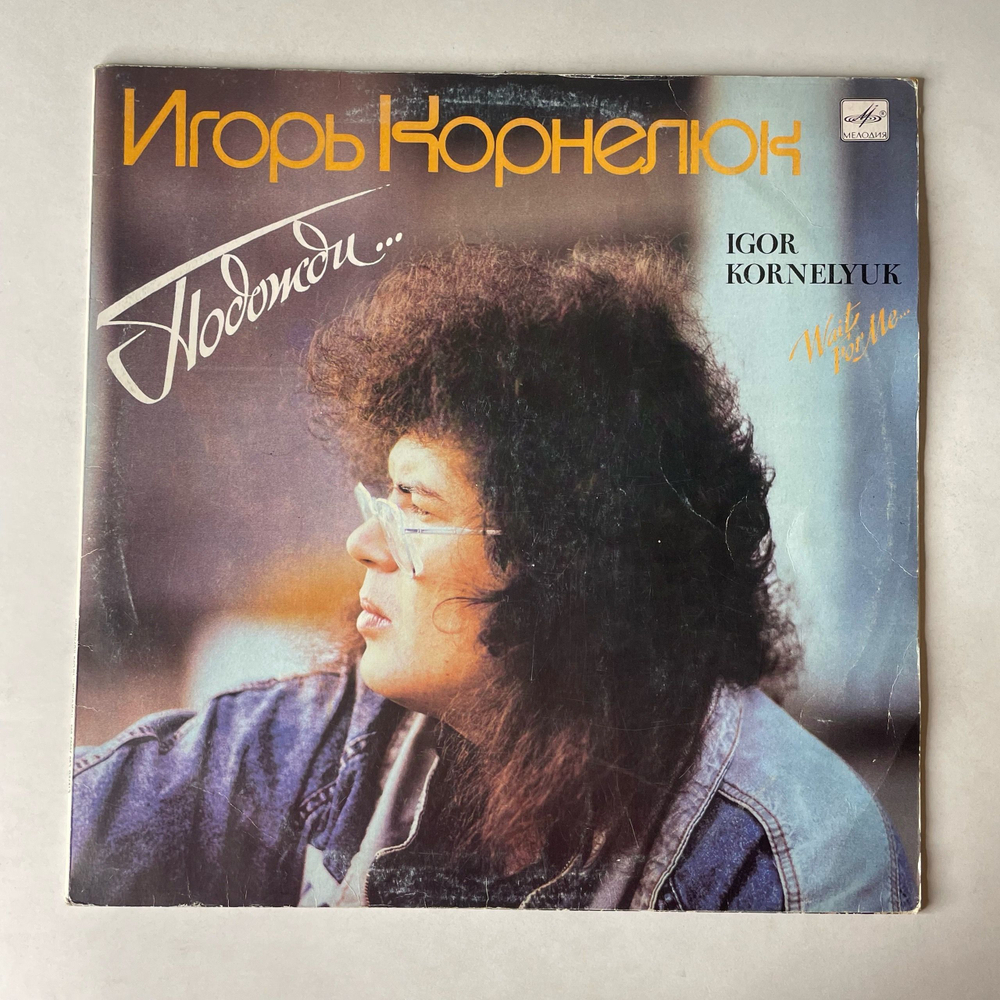 Игорь Корнелюк
МЕЛОДИЯ
Подожди...
IGOR
KORNELYUK
Wait
for Me...